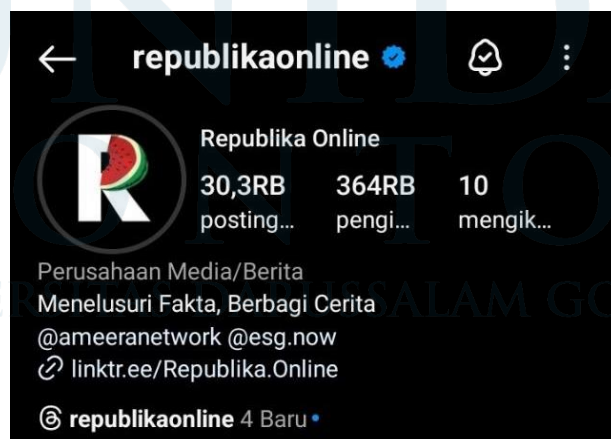 republikaonline
Republika Online
30,3RB 364RB 10
posting... pengi... mengik...
Perusahaan Media/Berita
Menelusuri Fakta, Berbagi Cerita
@ameeranetwork @esg.now
linktr.ee/Republika.Online
republikaonline 4 Baru